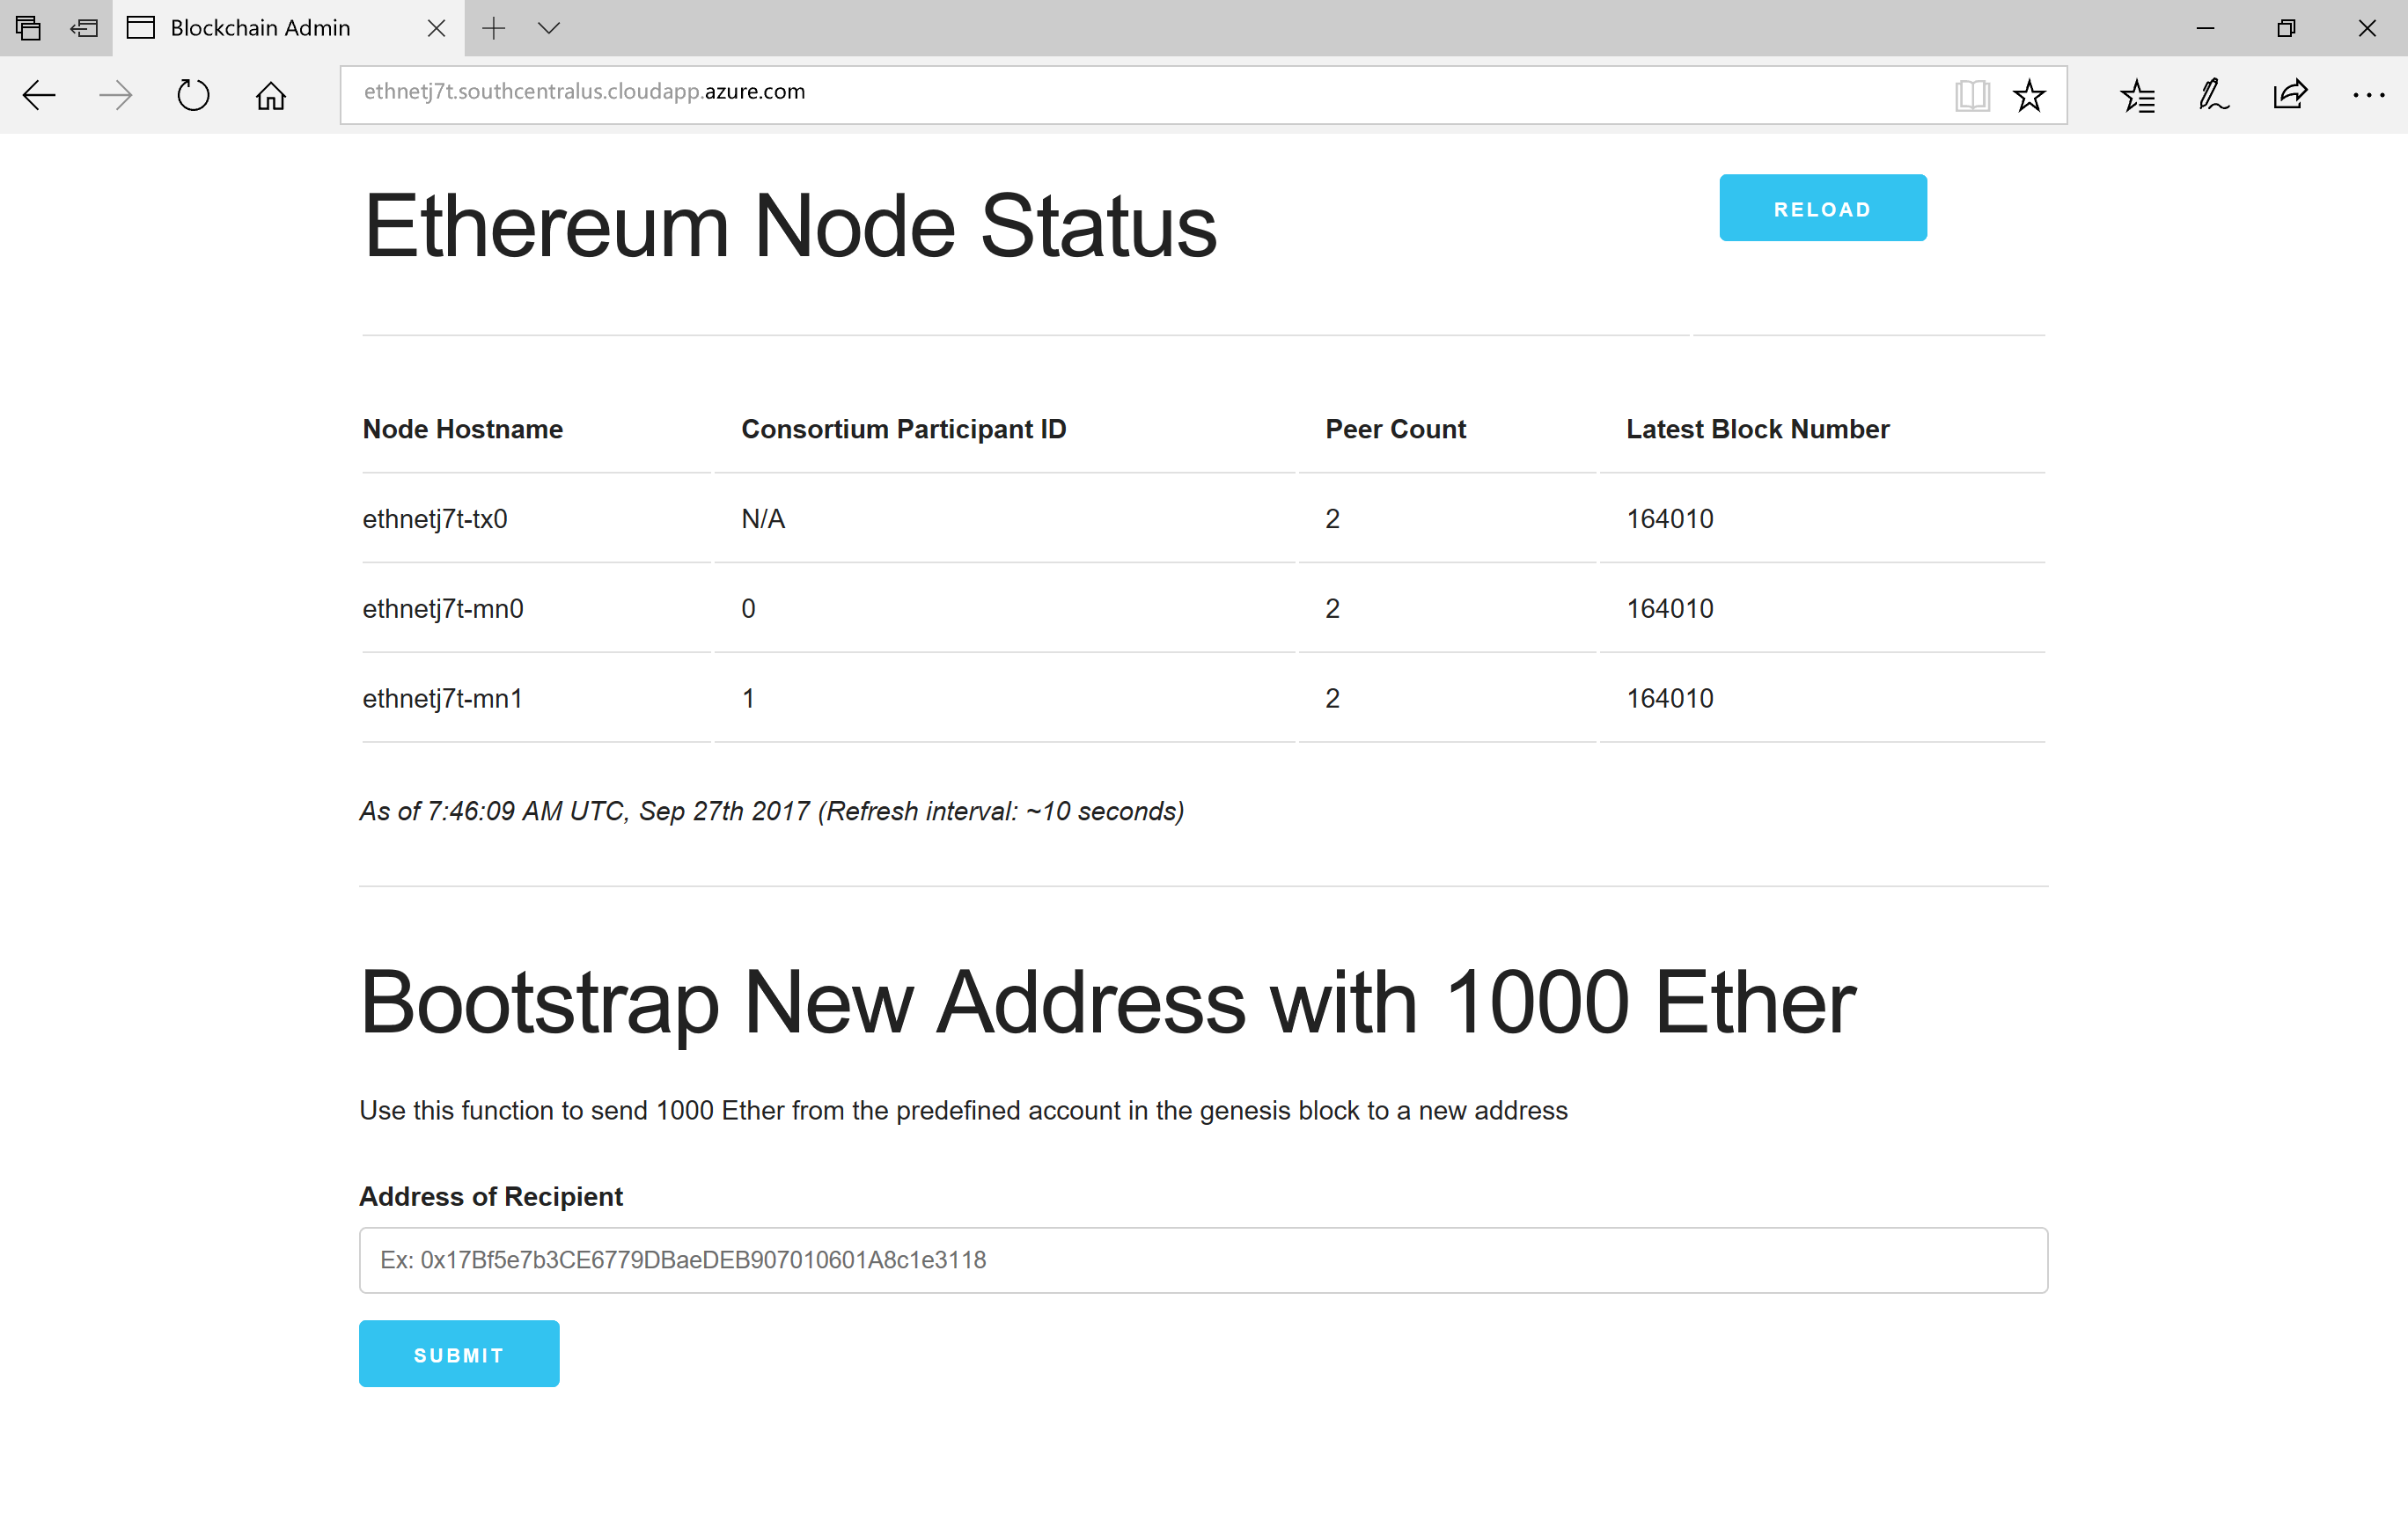 Blockchain Admin
ethnetj7t.southcentralus.cloudapp.azure.com
Ethereum Node Status
RELOAD
Node Hostname Consortium Participant ID Peer Count Latest Block Number
ethnetj7t-tx0 N/A 2 164010
ethnetj7t-mn0 0 2 164010
ethnetj7t-mn1 1 2 164010
As of 7:46:09 AM UTC, Sep 27th 2017 (Refresh interval: ~10 seconds)
Bootstrap New Address with 1000 Ether
Use this function to send 1000 Ether from the predefined account in the genesis block to a new address
Address of Recipient
Ex: 0x17Bf5e7b3CE6779DBaeDEB907010601A8c1e3118
SUBMIT